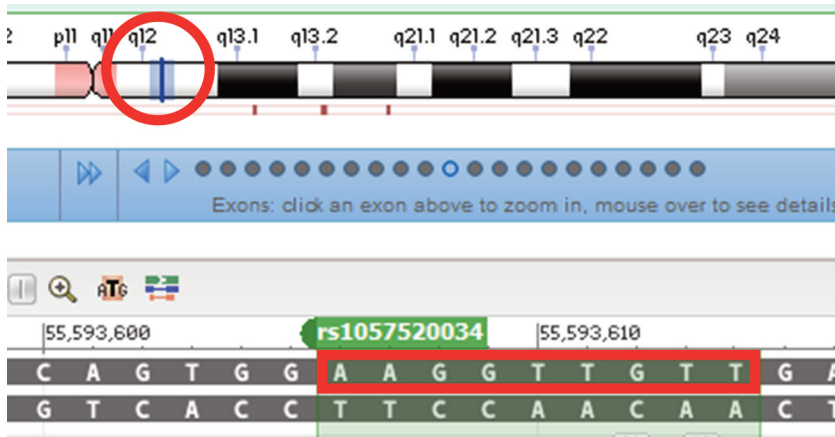 p11 q11 q12 q13.1 q13.2 q21.1 q21.2 q21.3 q22 q23 q24
Exons: click an exon above to zoom in, mouse over to see details
ATG
55,593,600 rs1057520034 55,593,610
C A G T G G A A G G T T G T T G A
G T C A C C T T C C A A C A A C T